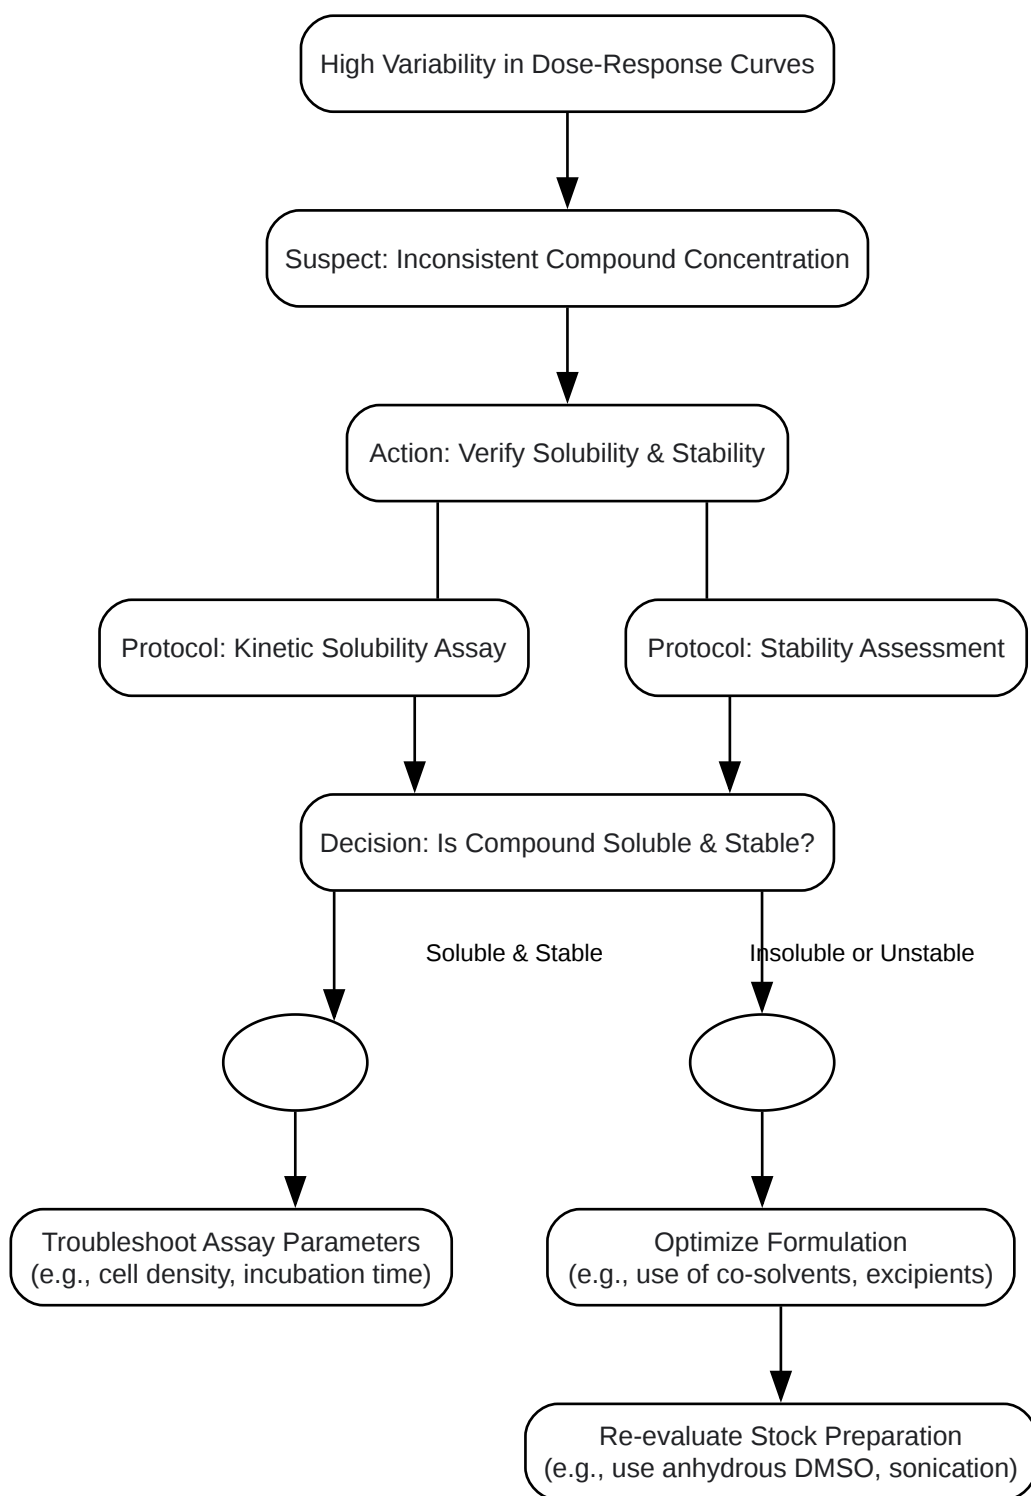 High Variability in Dose-Response Curves
Suspect: Inconsistent Compound Concentration
Action: Verify Solubility & Stability
Protocol: Kinetic Solubility Assay
Protocol: Stability Assessment
Decision: Is Compound Soluble & Stable?
Soluble & Stable
Insoluble or Unstable
Troubleshoot Assay Parameters
(e.g., cell density, incubation time)
Optimize Formulation
(e.g., use of co-solvents, excipients)
Re-evaluate Stock Preparation
(e.g., use anhydrous DMSO, sonication)